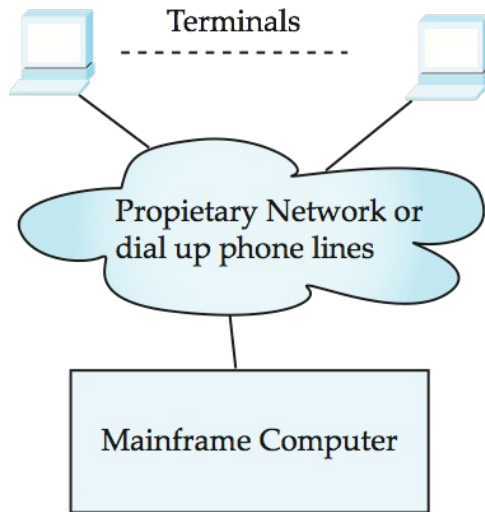 Terminals
Propietary Network or
dial up phone lines
Mainframe Computer